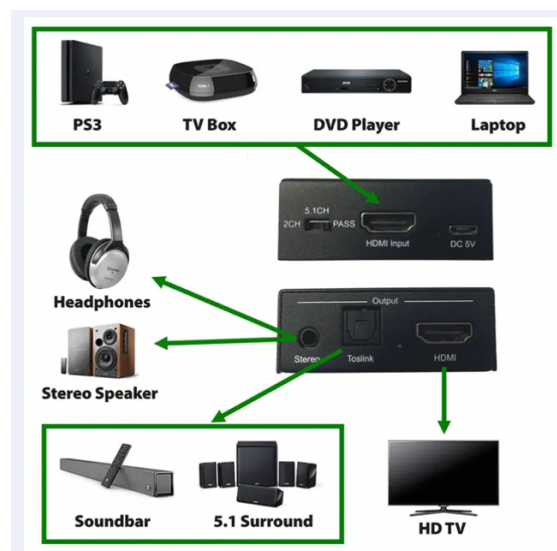 PS3
TV Box
DVD Player
Laptop
5.1CH
2CH PASS
HDMI Input
DC 5V
Headphones
Output
Stereo
Toslink
HDMI
Stereo Speaker
Soundbar
5.1 Surround
HD TV